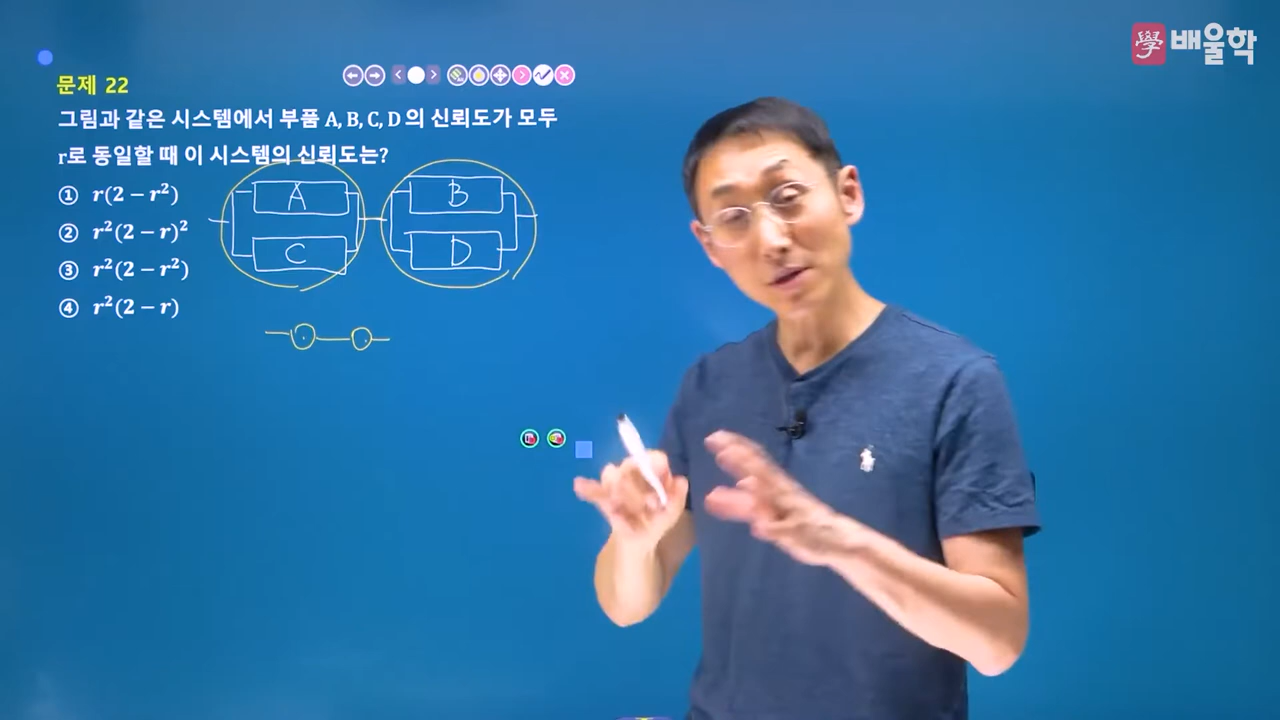 學 배울학
문제 22
그림과 같은 시스템에서 부품 A, B, C, D 의 신뢰도가 모두
r로 동일할 때 이 시스템의 신뢰도는?
① r(2 − r²)
② r²(2 − r)²
③ r²(2 − r²)
④ r²(2 − r)
A B
C D